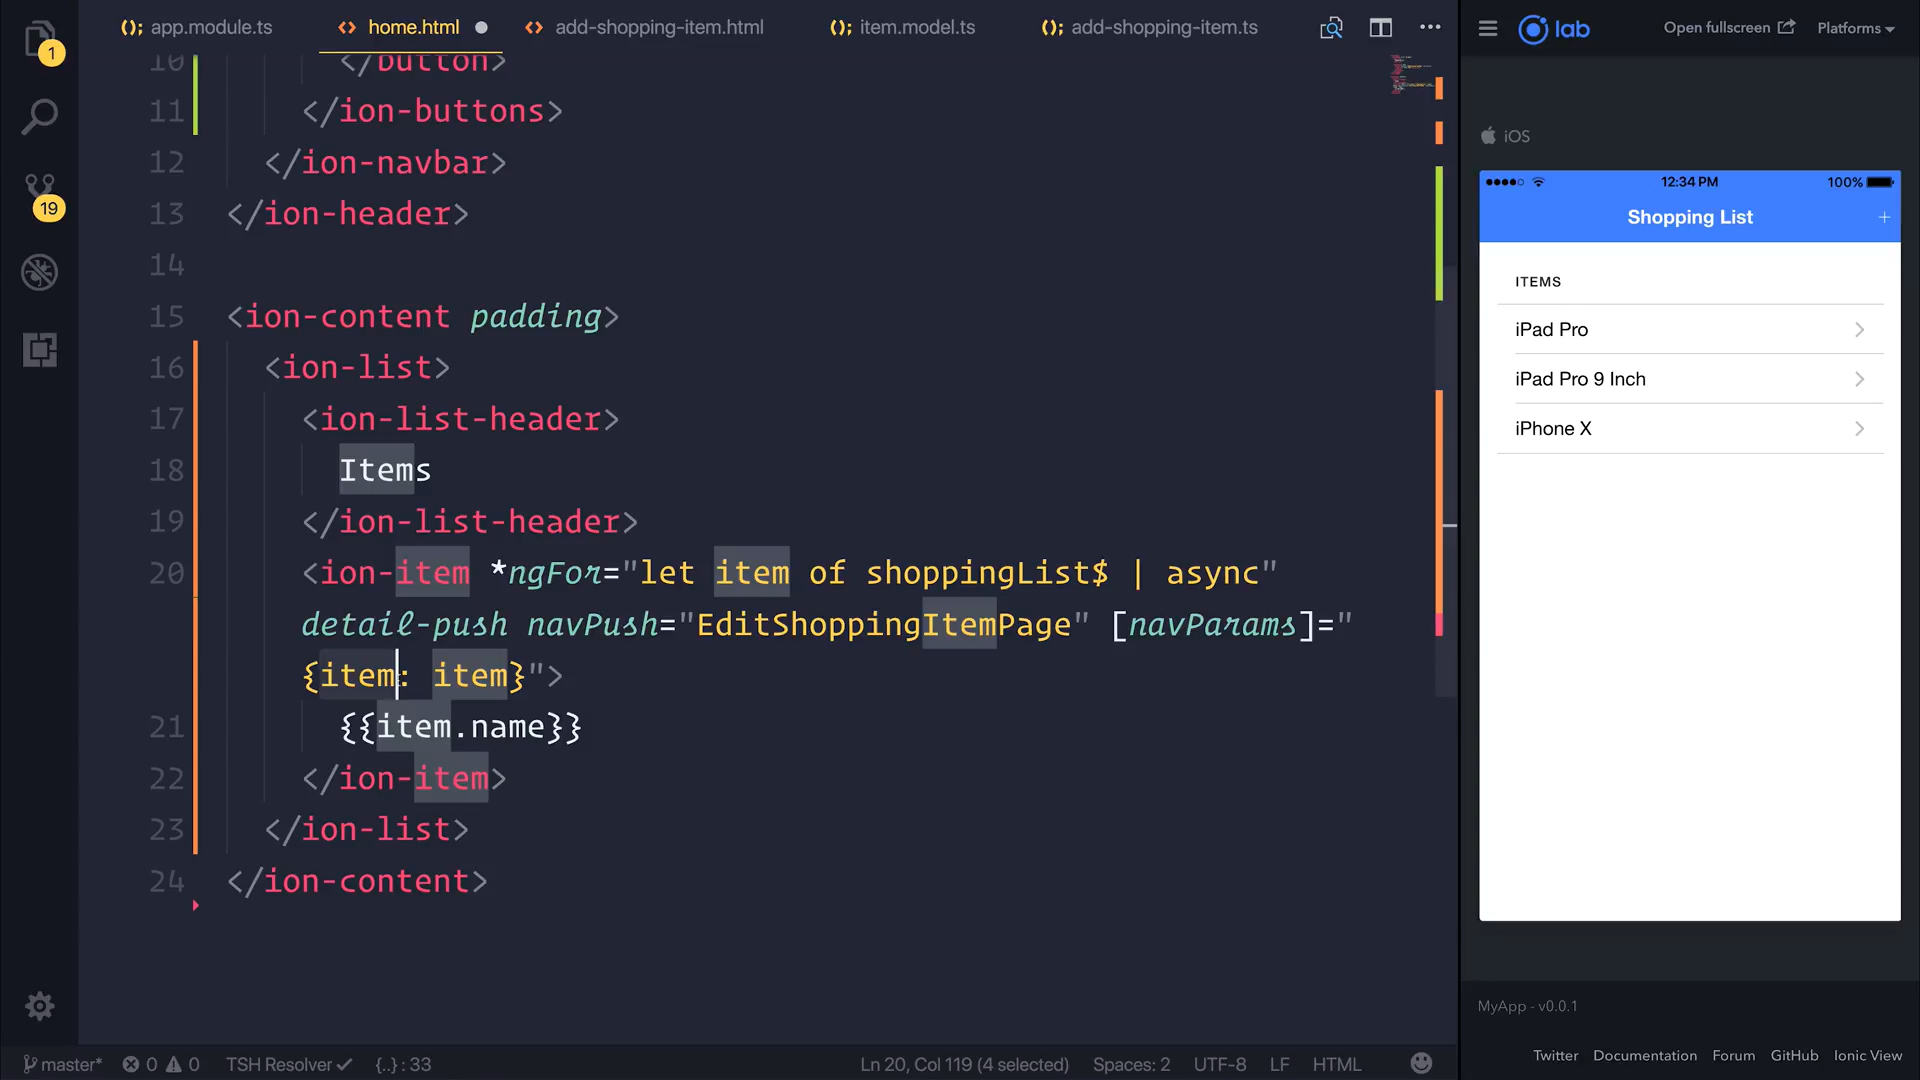 app.module.ts
home.html
add-shopping-item.html
item.model.ts
add-shopping-item.ts
1
19
10 </button>
11 </ion-buttons>
12 </ion-navbar>
13 </ion-header>
14
15 <ion-content padding>
16 <ion-list>
17 <ion-list-header>
18 Items
19 </ion-list-header>
20 <ion-item *ngFor="let item of shoppingList$ | async"
detail-push navPush="EditShoppingItemPage" [navParams]="
{item: item}">
21 {{item.name}}
22 </ion-item>
23 </ion-list>
24 </ion-content>
master* 0 0 TSH Resolver {..} : 33 Ln 20, Col 119 (4 selected) Spaces: 2 UTF-8 LF HTML
lab Open fullscreen Platforms
iOS
12:34 PM 100%
Shopping List +
ITEMS
iPad Pro
iPad Pro 9 Inch
iPhone X
MyApp - v0.0.1
Twitter Documentation Forum GitHub Ionic View